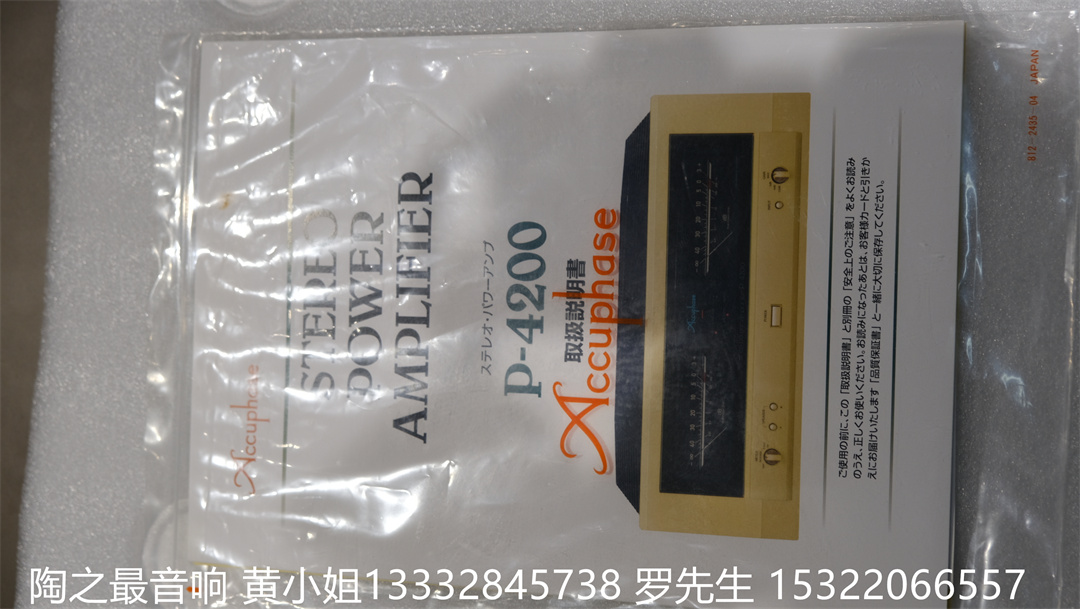 Accuphase
STEREO
POWER
AMPLIFIER
ステレオ・パワーアンプ
P-4200
取扱説明書
Accuphase
Accuphase
ご使用の前に、この「取扱説明書」と別冊の「安全上のご注意」をよくお読み
のうえ、正しくお使いください。お読みになったあとは、お客様カードと引きか
えにお届けいたします「品質保証書」と一緒に大切に保存してください。
812-2435-04 JAPAN
陶之最音响 黄小姐13332845738 罗先生 15322066557